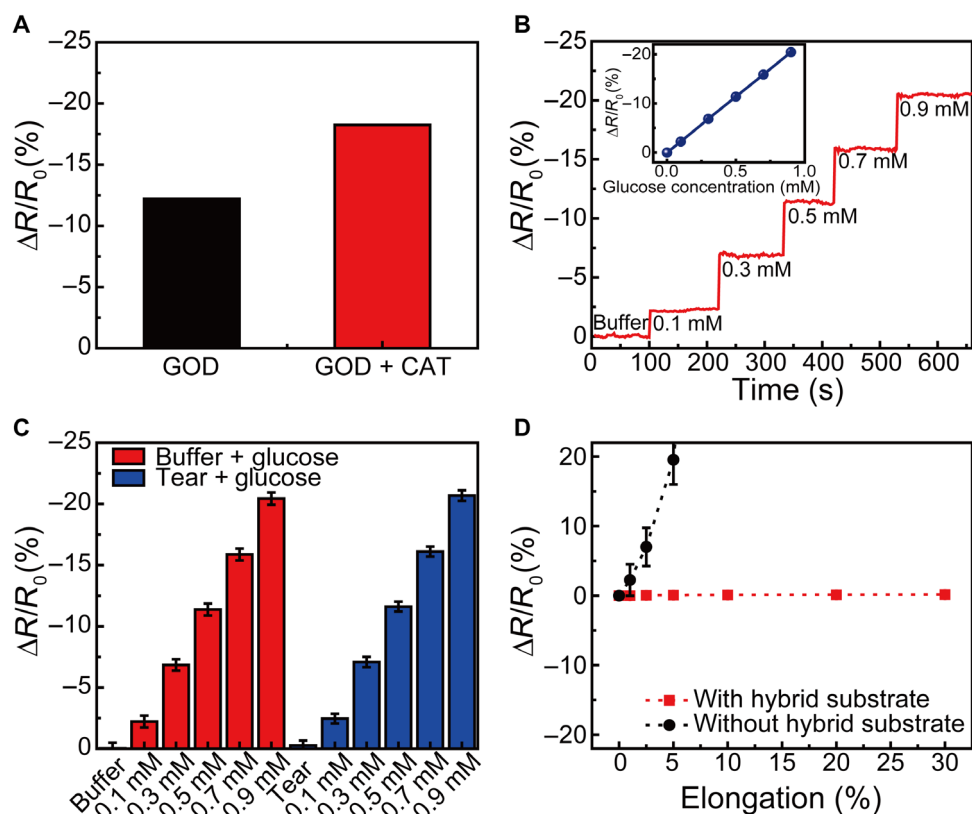 A
ΔR/R0(%)
–25
–20
–15
–10
–5
0
GOD
GOD + CAT
B
ΔR/R0(%)
–25
–20
–15
–10
–5
0
ΔR/R0(%)
–20
–10
0
0.0
0.5
1.0
Glucose concentration (mM)
Buffer
0.1 mM
0.3 mM
0.5 mM
0.7 mM
0.9 mM
0
100
200
300
400
500
600
Time (s)
C
ΔR/R0(%)
–25
–20
–15
–10
–5
0
Buffer + glucose
Tear + glucose
Buffer
0.1 mM
0.3 mM
0.5 mM
0.7 mM
0.9 mM
Tear
0.1 mM
0.3 mM
0.5 mM
0.7 mM
0.9 mM
D
ΔR/R0(%)
20
10
0
–10
–20
With hybrid substrate
Without hybrid substrate
0
5
10
15
20
25
30
Elongation (%)